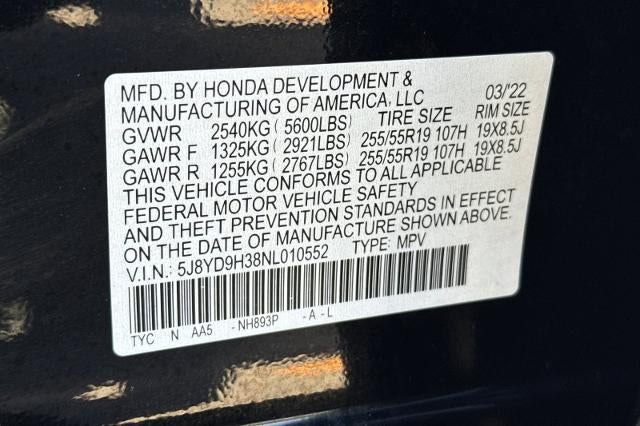 MFD. BY HONDA DEVELOPMENT &
MANUFACTURING OF AMERICA, LLC 03/'22
GVWR 2540KG (5600LBS) TIRE SIZE RIM SIZE
GAWR F 1325KG (2921LBS) 255/55R19 107H 19X8.5J
GAWR R 1255KG (2767LBS) 255/55R19 107H 19X8.5J
THIS VEHICLE CONFORMS TO ALL APPLICABLE
FEDERAL MOTOR VEHICLE SAFETY
AND THEFT PREVENTION STANDARDS IN EFFECT
ON THE DATE OF MANUFACTURE SHOWN ABOVE.
V.I.N.: 5J8YD9H38NL010552 TYPE: MPV
TYC N AA5 -NH893P -A-L